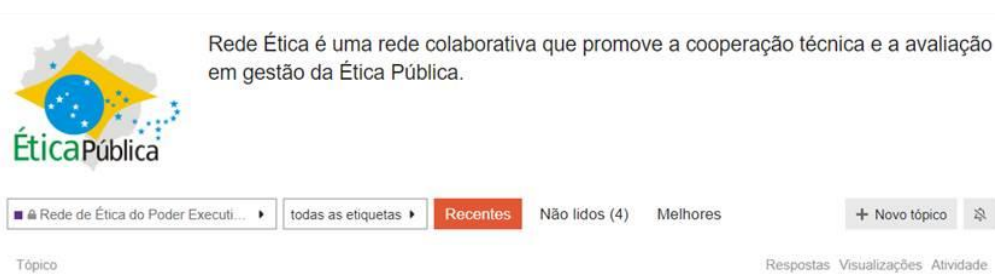 Rede Ética é uma rede colaborativa que promove a cooperação técnica e a avaliação
em gestão da Ética Pública.
ÉticaPública
Rede de Ética do Poder Executi... todas as etiquetas Recentes Não lidos (4) Melhores + Novo tópico
Tópico Respostas Visualizações Atividade